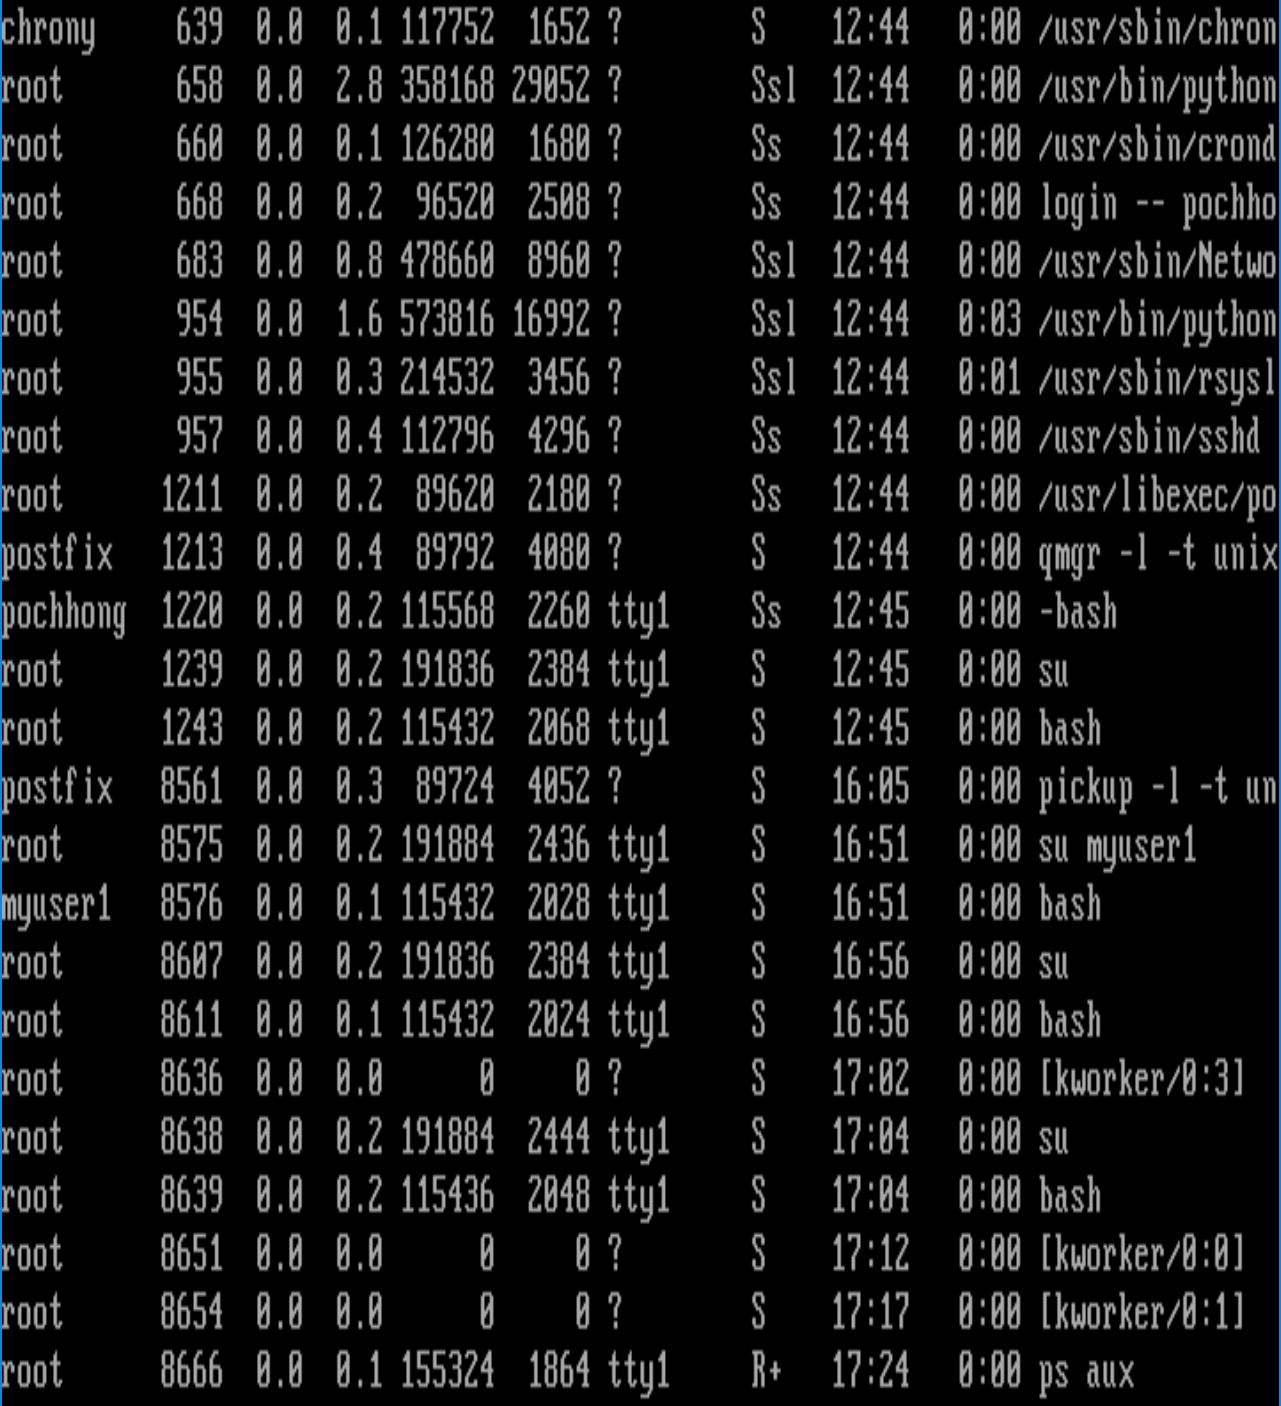 chrony 639 0.0 0.1 117752 1652 ? S 12:44 0:00 /usr/sbin/chron
root 658 0.0 2.8 358168 29052 ? Ssl 12:44 0:00 /usr/bin/python
root 660 0.0 0.1 126280 1680 ? Ss 12:44 0:00 /usr/sbin/crond
root 668 0.0 0.2 96520 2508 ? Ss 12:44 0:00 login -- pochho
root 683 0.0 0.8 478660 8960 ? Ssl 12:44 0:00 /usr/sbin/Netwo
root 954 0.0 1.6 573816 16992 ? Ssl 12:44 0:03 /usr/bin/python
root 955 0.0 0.3 214532 3456 ? Ssl 12:44 0:01 /usr/sbin/rsysl
root 957 0.0 0.4 112796 4296 ? Ss 12:44 0:00 /usr/sbin/sshd
root 1211 0.0 0.2 89620 2180 ? Ss 12:44 0:00 /usr/libexec/po
postfix 1213 0.0 0.4 89792 4080 ? S 12:44 0:00 qmgr -l -t unix
pochhong 1220 0.0 0.2 115568 2260 tty1 Ss 12:45 0:00 -bash
root 1239 0.0 0.2 191836 2384 tty1 S 12:45 0:00 su
root 1243 0.0 0.2 115432 2068 tty1 S 12:45 0:00 bash
postfix 8561 0.0 0.3 89724 4052 ? S 16:05 0:00 pickup -l -t un
root 8575 0.0 0.2 191884 2436 tty1 S 16:51 0:00 su myuser1
myuser1 8576 0.0 0.1 115432 2028 tty1 S 16:51 0:00 bash
root 8607 0.0 0.2 191836 2384 tty1 S 16:56 0:00 su
root 8611 0.0 0.1 115432 2024 tty1 S 16:56 0:00 bash
root 8636 0.0 0.0 0 0 ? S 17:02 0:00 [kworker/0:3]
root 8638 0.0 0.2 191884 2444 tty1 S 17:04 0:00 su
root 8639 0.0 0.2 115436 2048 tty1 S 17:04 0:00 bash
root 8651 0.0 0.0 0 0 ? S 17:12 0:00 [kworker/0:0]
root 8654 0.0 0.0 0 0 ? S 17:17 0:00 [kworker/0:1]
root 8666 0.0 0.1 155324 1864 tty1 R+ 17:24 0:00 ps aux